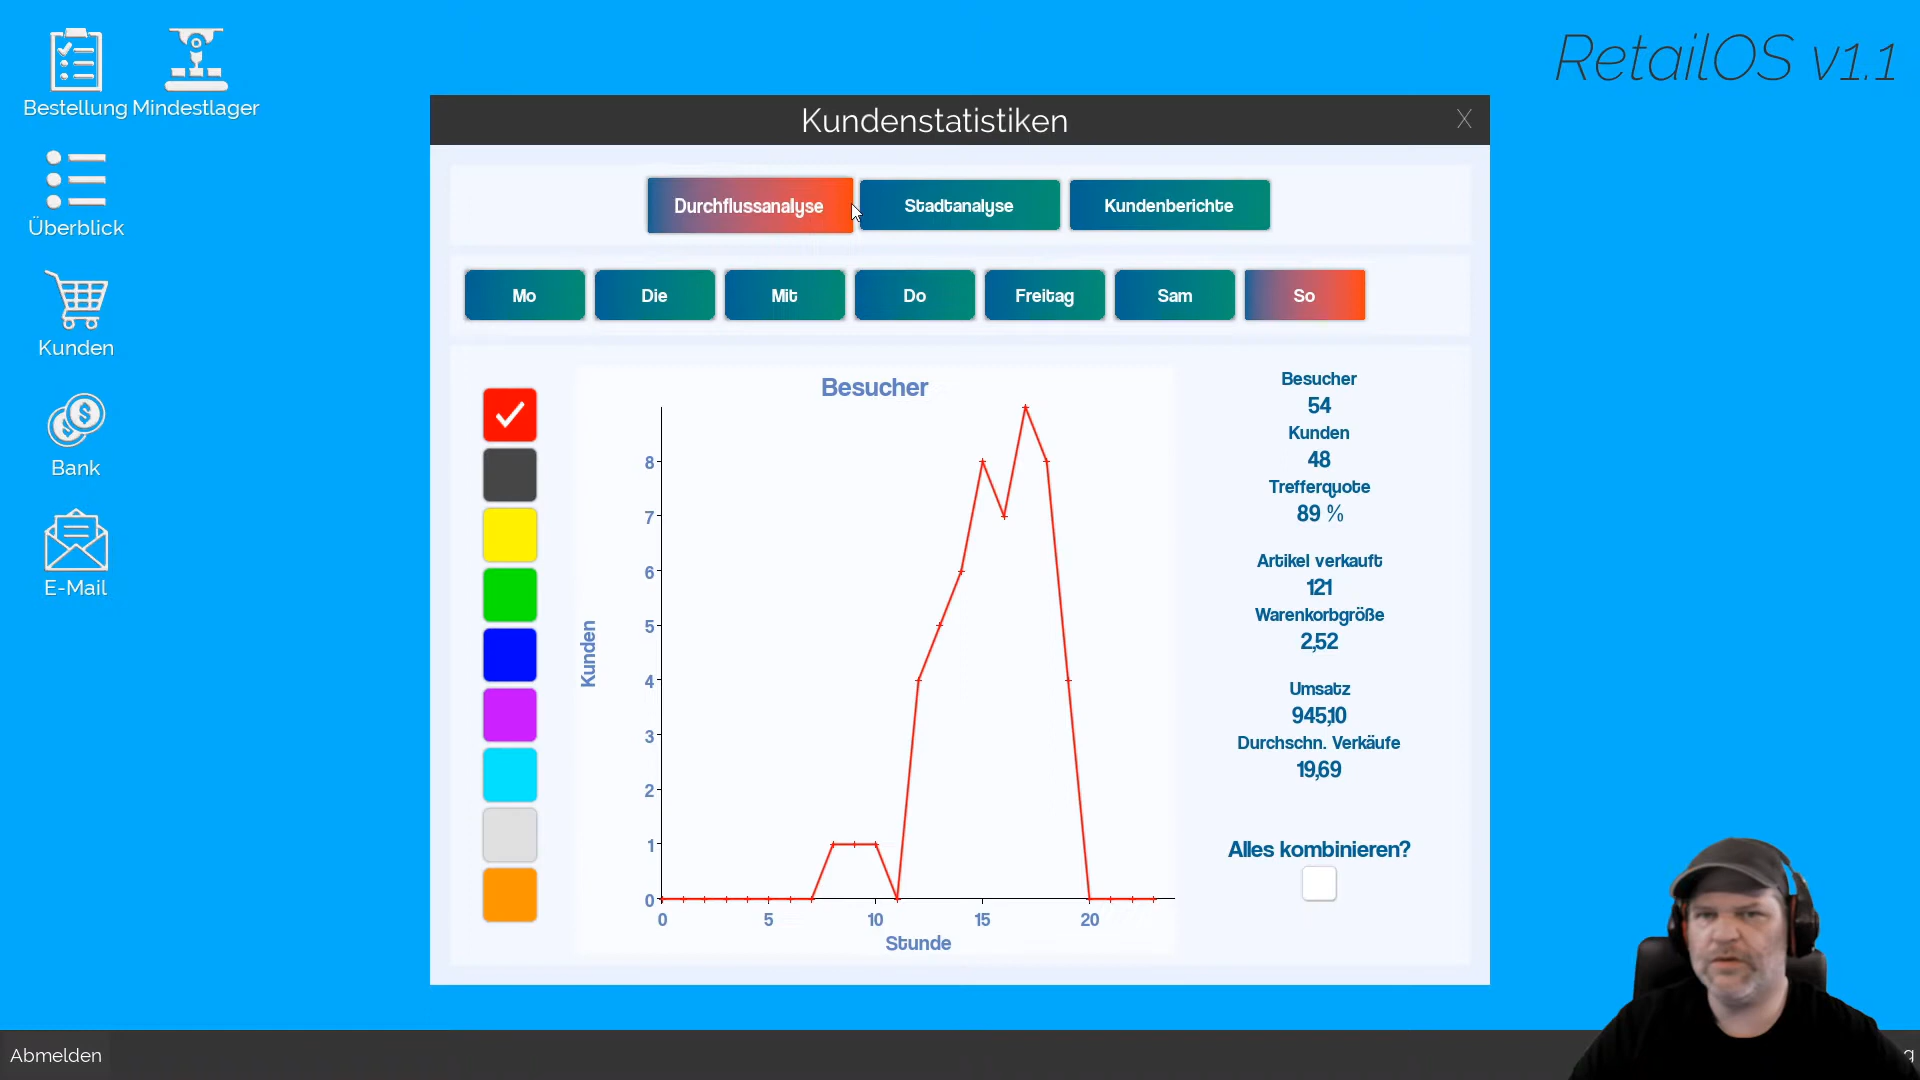 RetailOS v1.1
Bestellung
Mindestlager
Überblick
Kunden
Bank
E-Mail
Kundenstatistiken
X
Durchflussanalyse
Stadtanalyse
Kundenberichte
Mo
Die
Mit
Do
Freitag
Sam
So
Besucher
Kunden
8
7
6
5
4
3
2
1
0
0
5
10
15
20
Stunde
Besucher
54
Kunden
48
Trefferquote
89 %
Artikel verkauft
121
Warenkorbgröße
2,52
Umsatz
945,10
Durchschn. Verkäufe
19,69
Alles kombinieren?
Abmelden